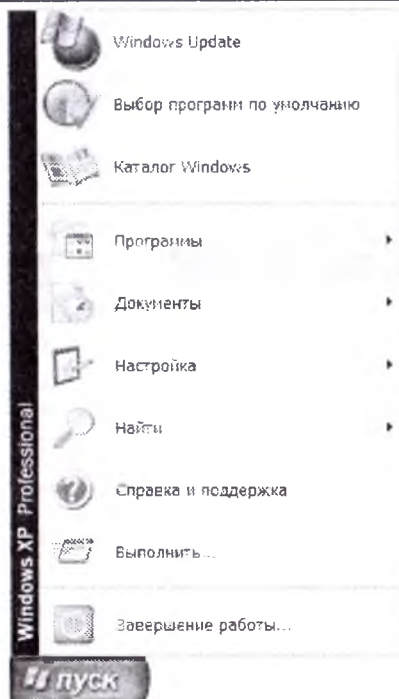 Windows Update
Выбор программ по умолчанию
Каталог Windows
Программы
Документы
Настройка
Найти
Справка и поддержка
Выполнить...
Завершение работы...
Windows XP Professional
пуск